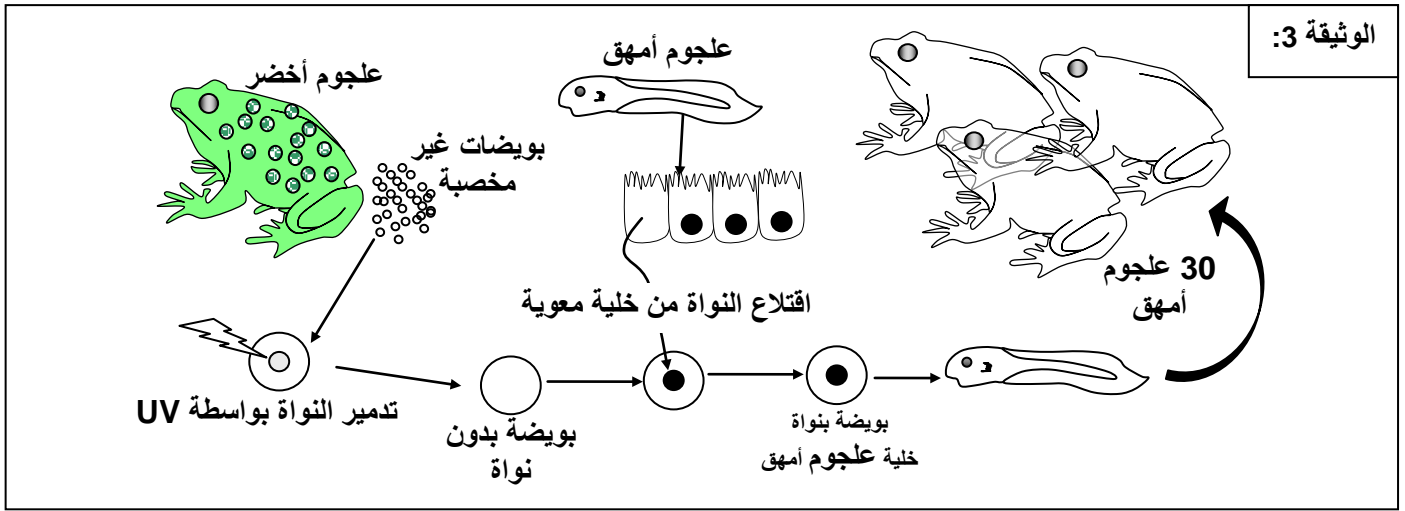 الوثيقة 3:
علجوم أخضر
علجوم أمهق
بويضات غير
مخصبة
اقتلاع النواة من خلية معوية
30 علجوم
أمهق
تدمير النواة بواسطة UV
بويضة بدون
نواة
بويضة بنواة
خلية علجوم أمهق